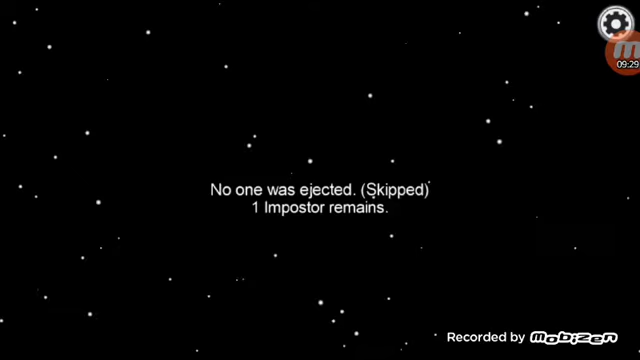 09:29
No one was ejected. (Skipped)
1 Impostor remains.
Recorded by mobizen